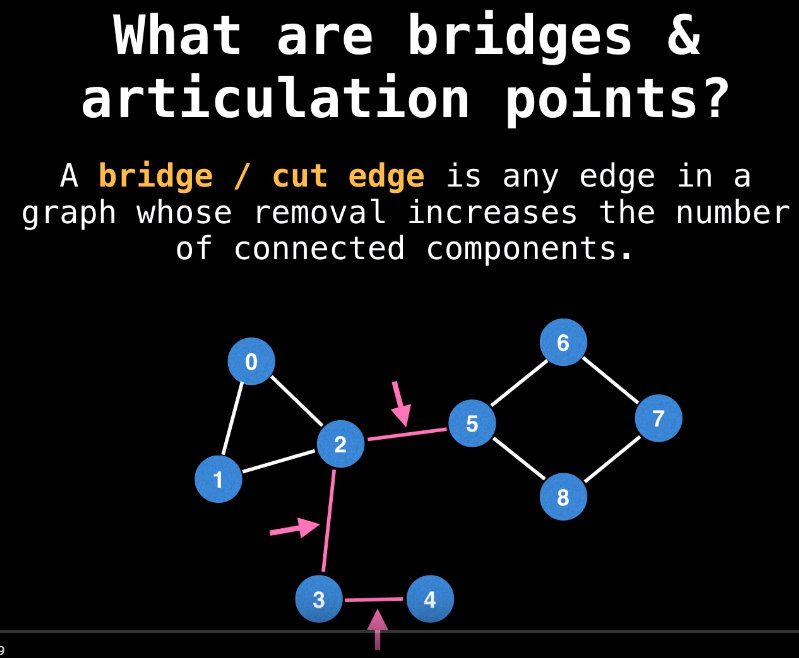 What are bridges &
articulation points?
A bridge / cut edge is any edge in a
graph whose removal increases the number
of connected components.
6
0
7
5
2
1
8
3
4
9